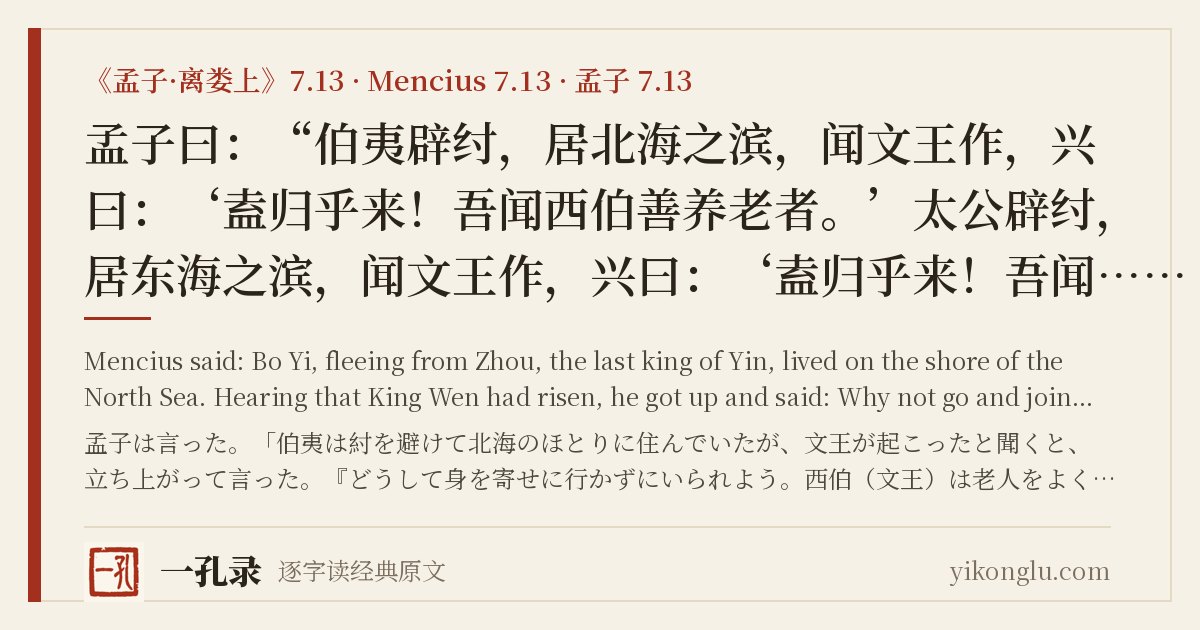 《孟子·离娄上》7.13 · Mencius 7.13 · 孟子 7.13
孟子曰：“伯夷辟纣，居北海之滨，闻文王作，兴
曰：‘盍归乎来！吾闻西伯善养老者。’太公辟纣，
居东海之滨，闻文王作，兴曰：‘盍归乎来！吾闻……
Mencius said: Bo Yi, fleeing from Zhou, the last king of Yin, lived on the shore of the
North Sea. Hearing that King Wen had risen, he got up and said: Why not go and join...
孟子は言った。「伯夷は紂を避けて北海のほとりに住んでいたが、文王が起こったと聞くと、
立ち上がって言った。『どうして身を寄せに行かずにいられよう。西伯（文王）は老人をよく…
一孔
一孔录 逐字读经典原文
yikonglu.com